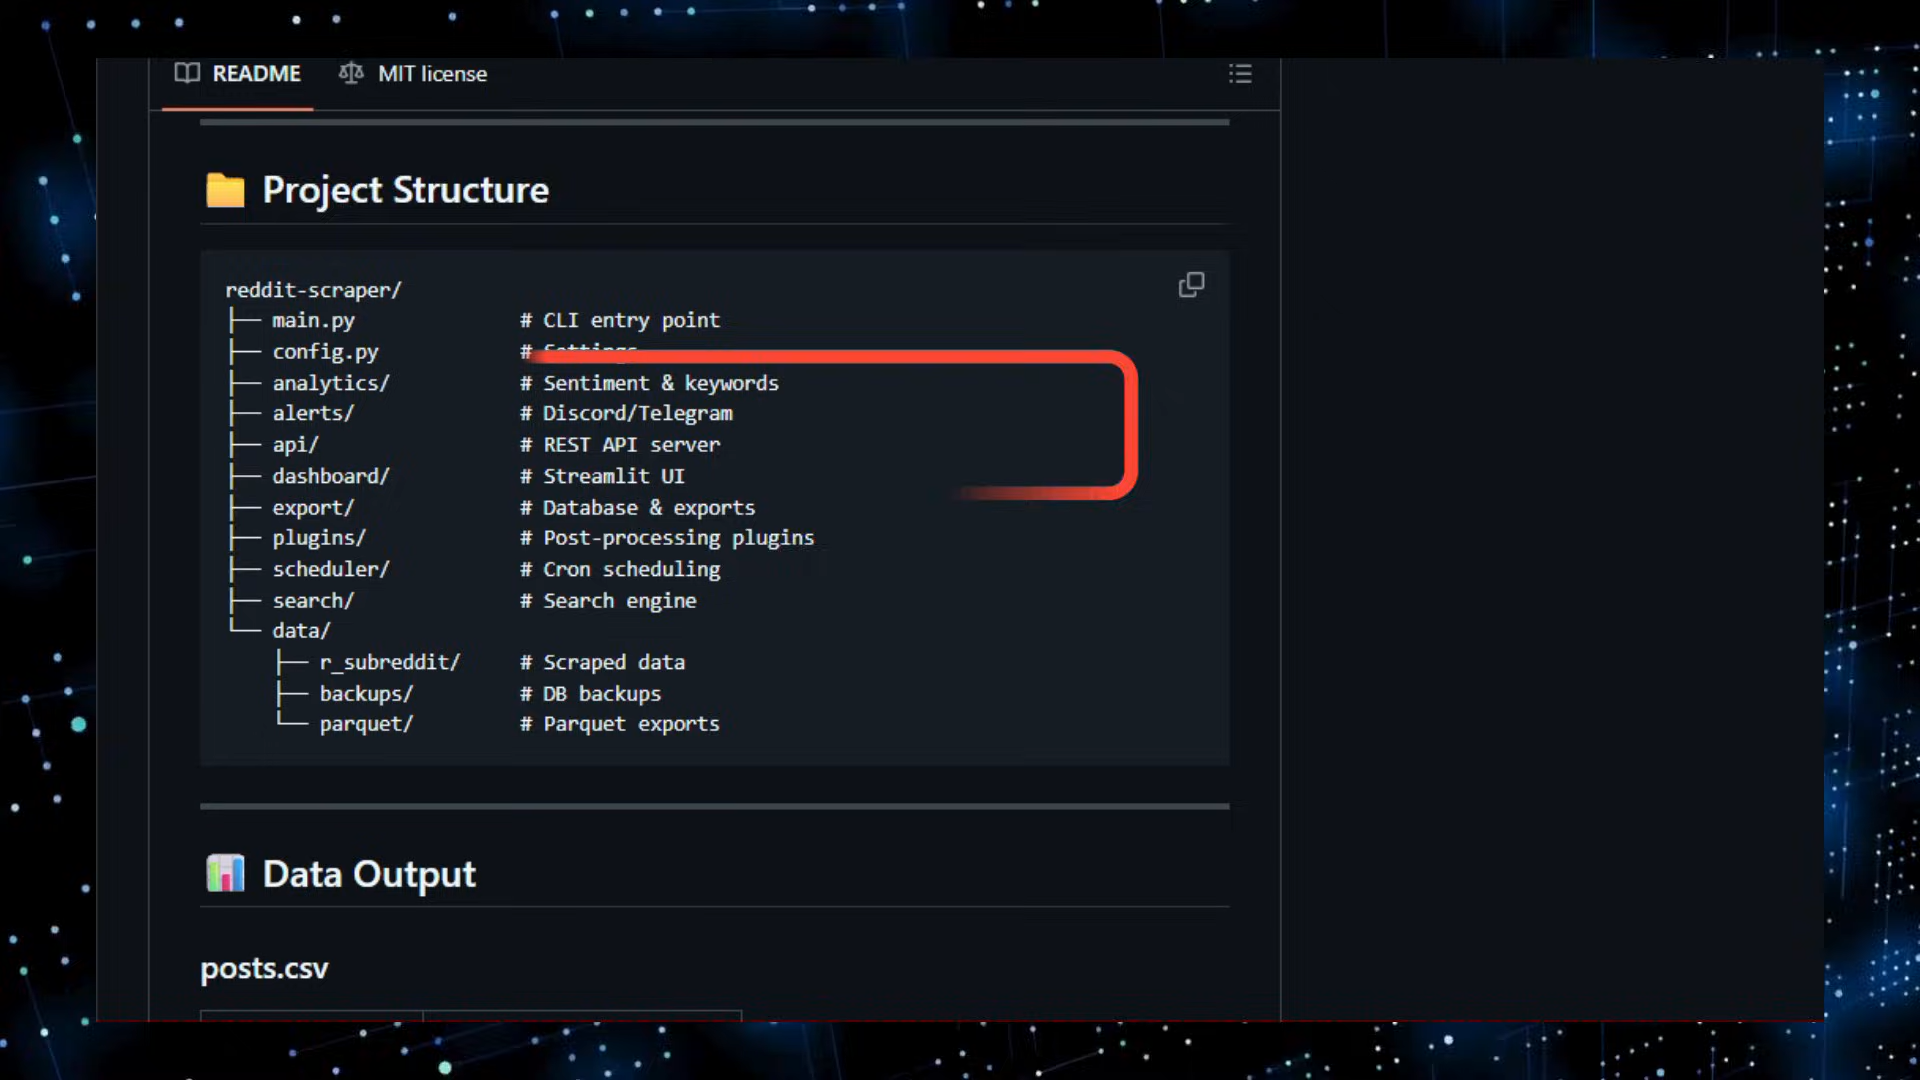 README MIT license
Project Structure
reddit-scraper/
├── main.py # CLI entry point
├── config.py # Settings
├── analytics/ # Sentiment & keywords
├── alerts/ # Discord/Telegram
├── api/ # REST API server
├── dashboard/ # Streamlit UI
├── export/ # Database & exports
├── plugins/ # Post-processing plugins
├── scheduler/ # Cron scheduling
├── search/ # Search engine
└── data/
├── r_subreddit/ # Scraped data
├── backups/ # DB backups
└── parquet/ # Parquet exports
Data Output
posts.csv